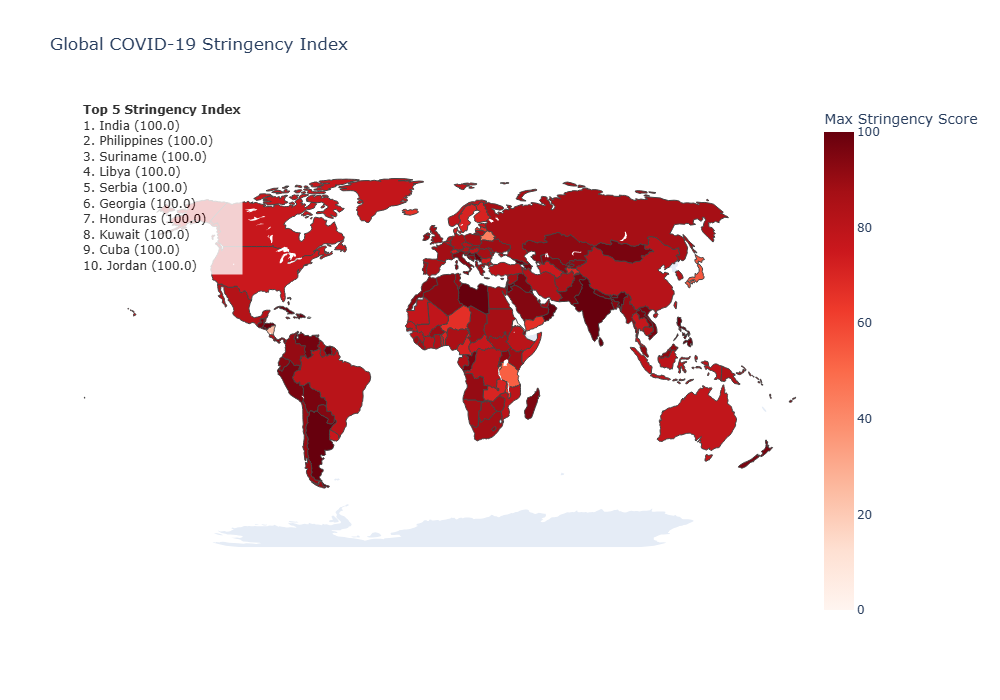 Global COVID-19 Stringency Index
Top 5 Stringency Index
1. India (100.0)
2. Philippines (100.0)
3. Suriname (100.0)
4. Libya (100.0)
5. Serbia (100.0)
6. Georgia (100.0)
7. Honduras (100.0)
8. Kuwait (100.0)
9. Cuba (100.0)
10. Jordan (100.0)
Max Stringency Score
100
80
60
40
20
0